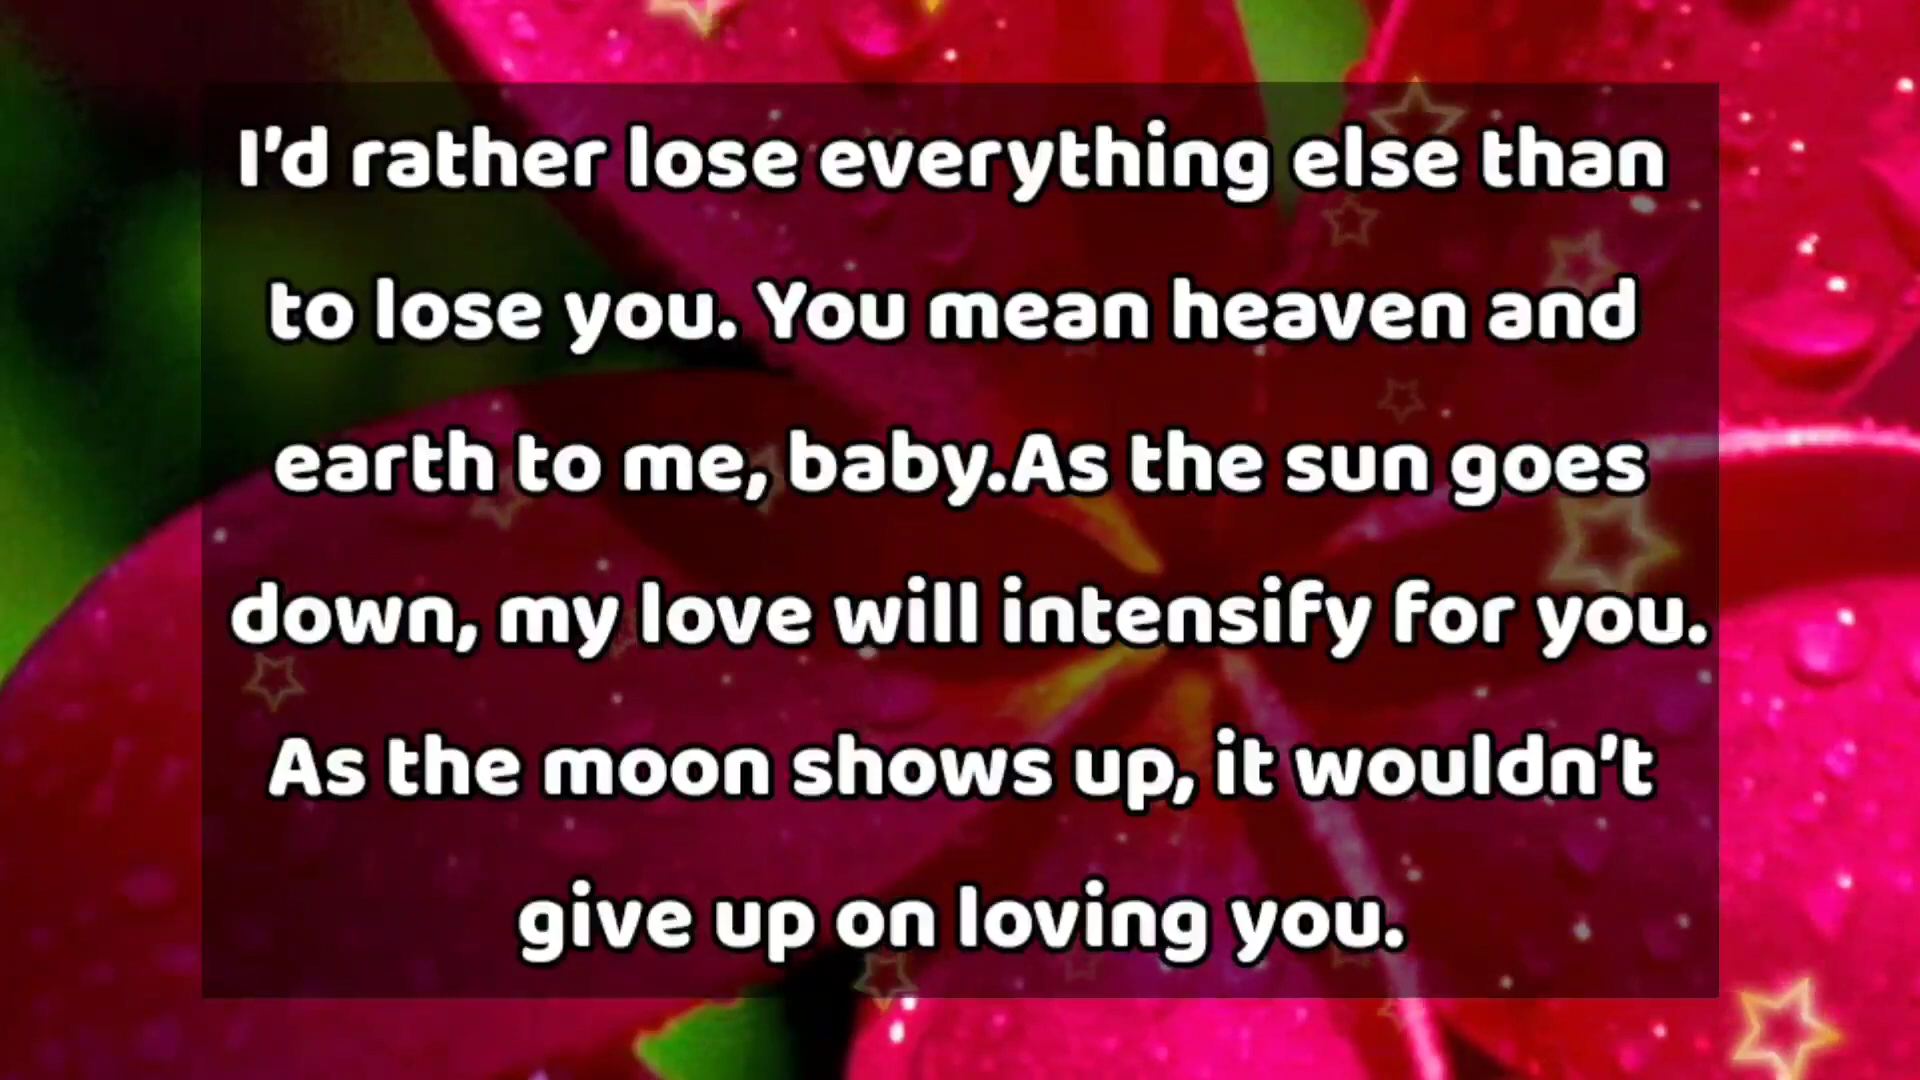 I’d rather lose everything else than
to lose you. You mean heaven and
earth to me, baby.As the sun goes
down, my love will intensify for you.
As the moon shows up, it wouldn’t
give up on loving you.